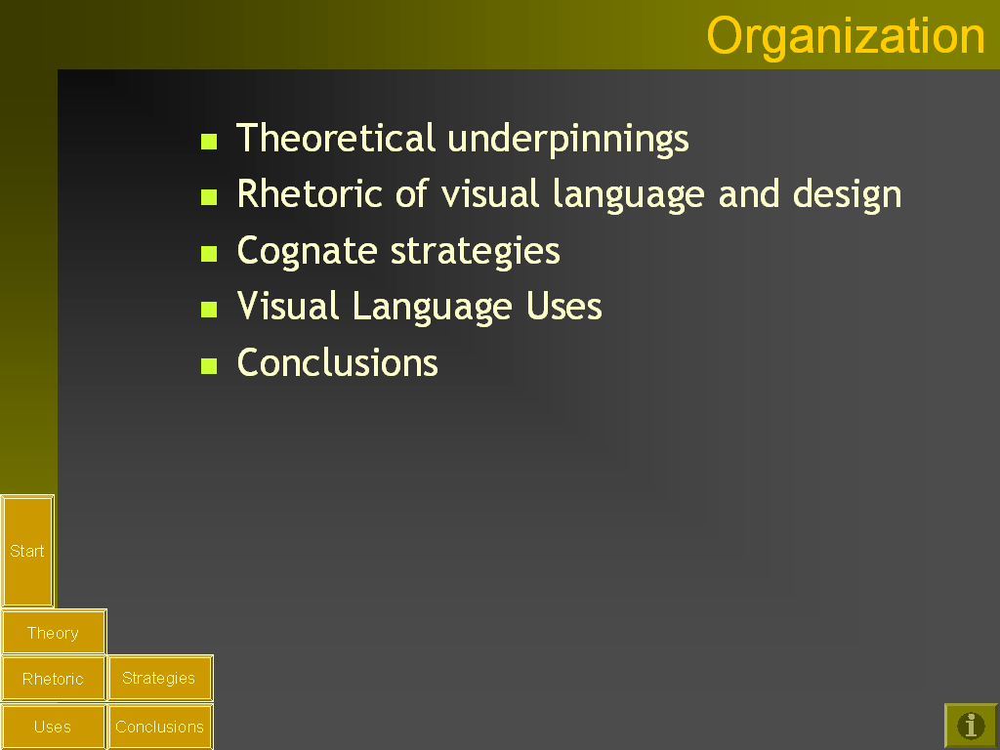 Organization
Theoretical underpinnings
Rhetoric of visual language and design
Cognate strategies
Visual Language Uses
Conclusions
Start
Theory
Rhetoric
Strategies
Uses
Conclusions
i